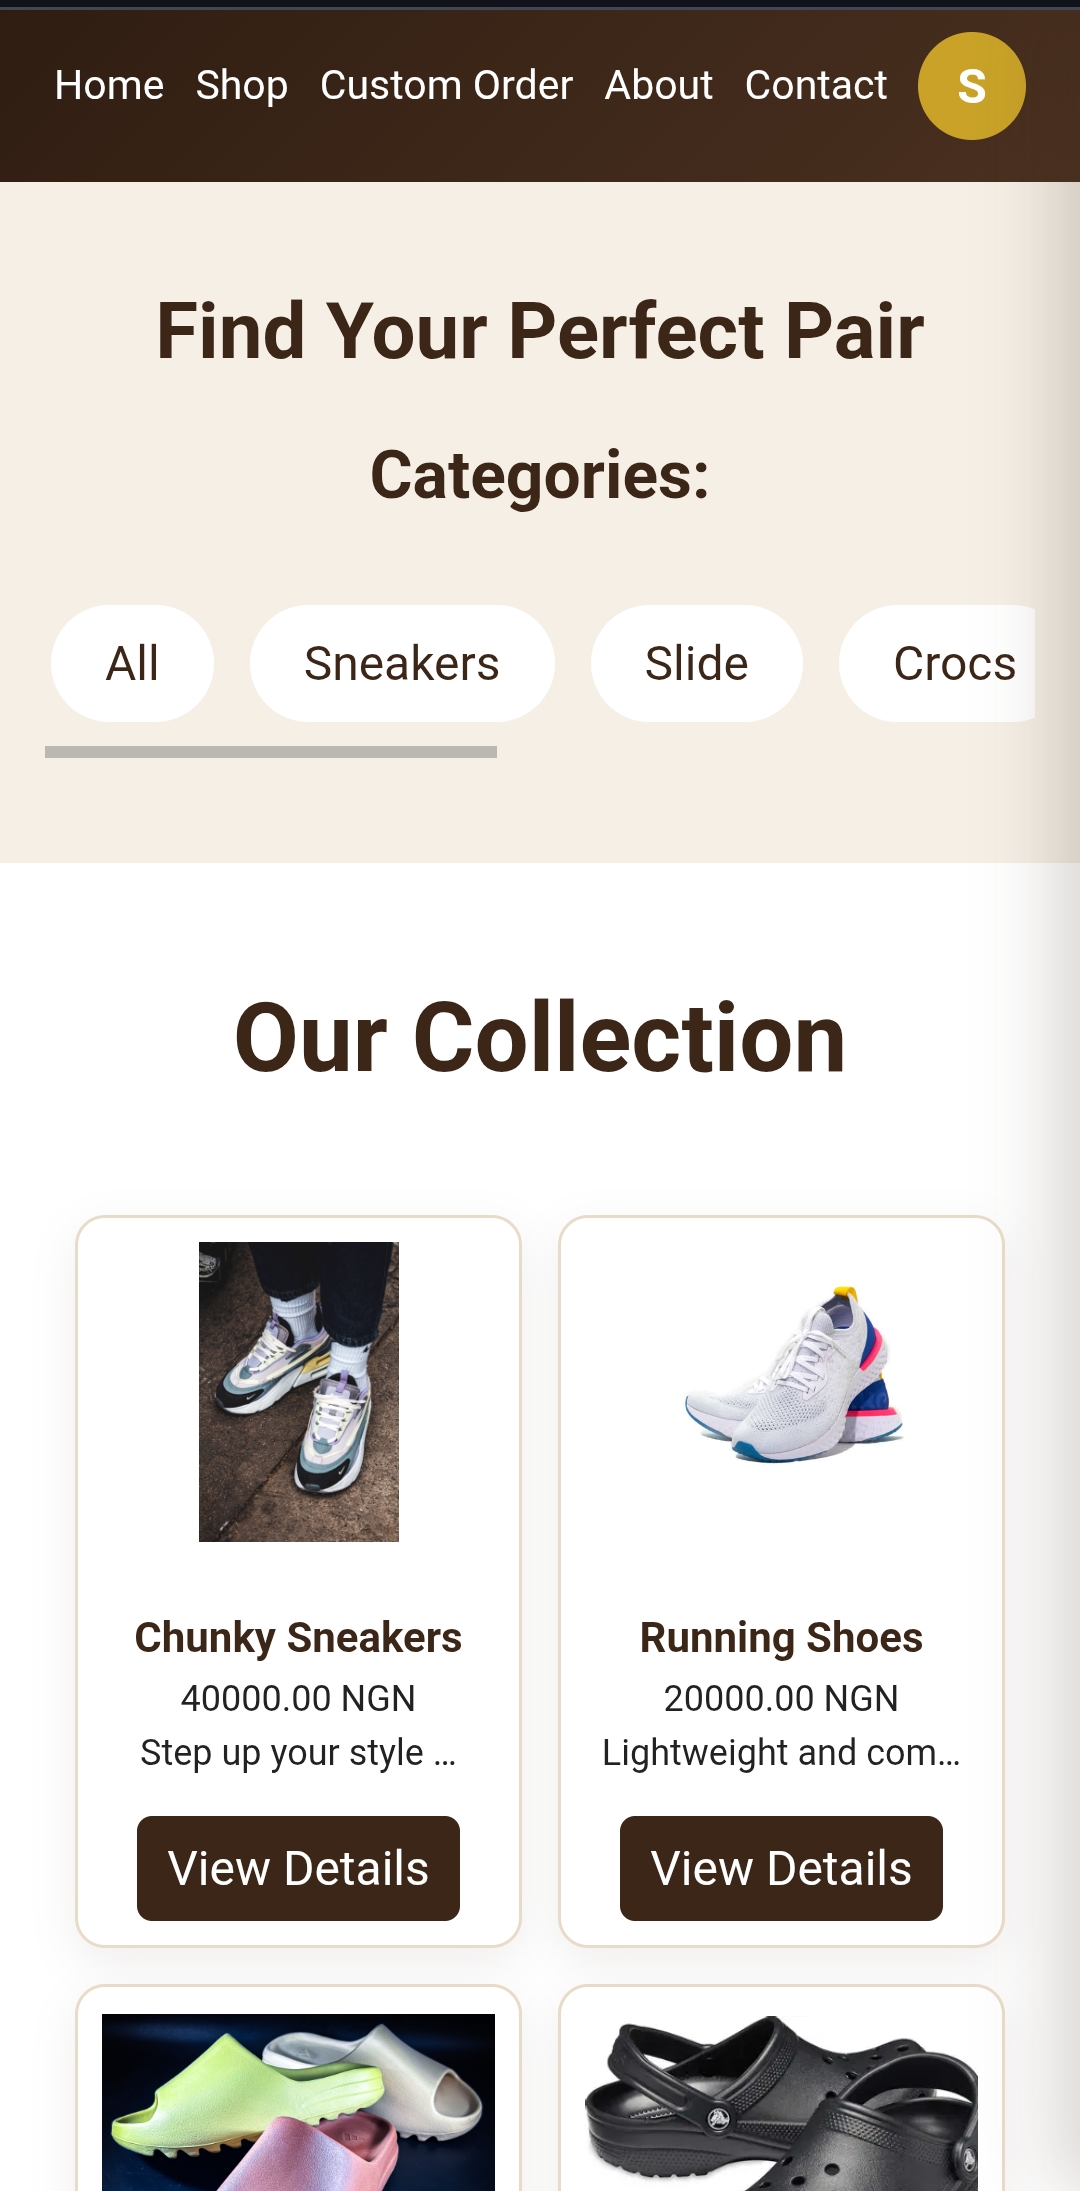 Home Shop Custom Order About Contact S
Find Your Perfect Pair
Categories:
All Sneakers Slide Crocs
Our Collection
Chunky Sneakers
40000.00 NGN
Step up your style ...
View Details
Running Shoes
20000.00 NGN
Lightweight and com...
View Details